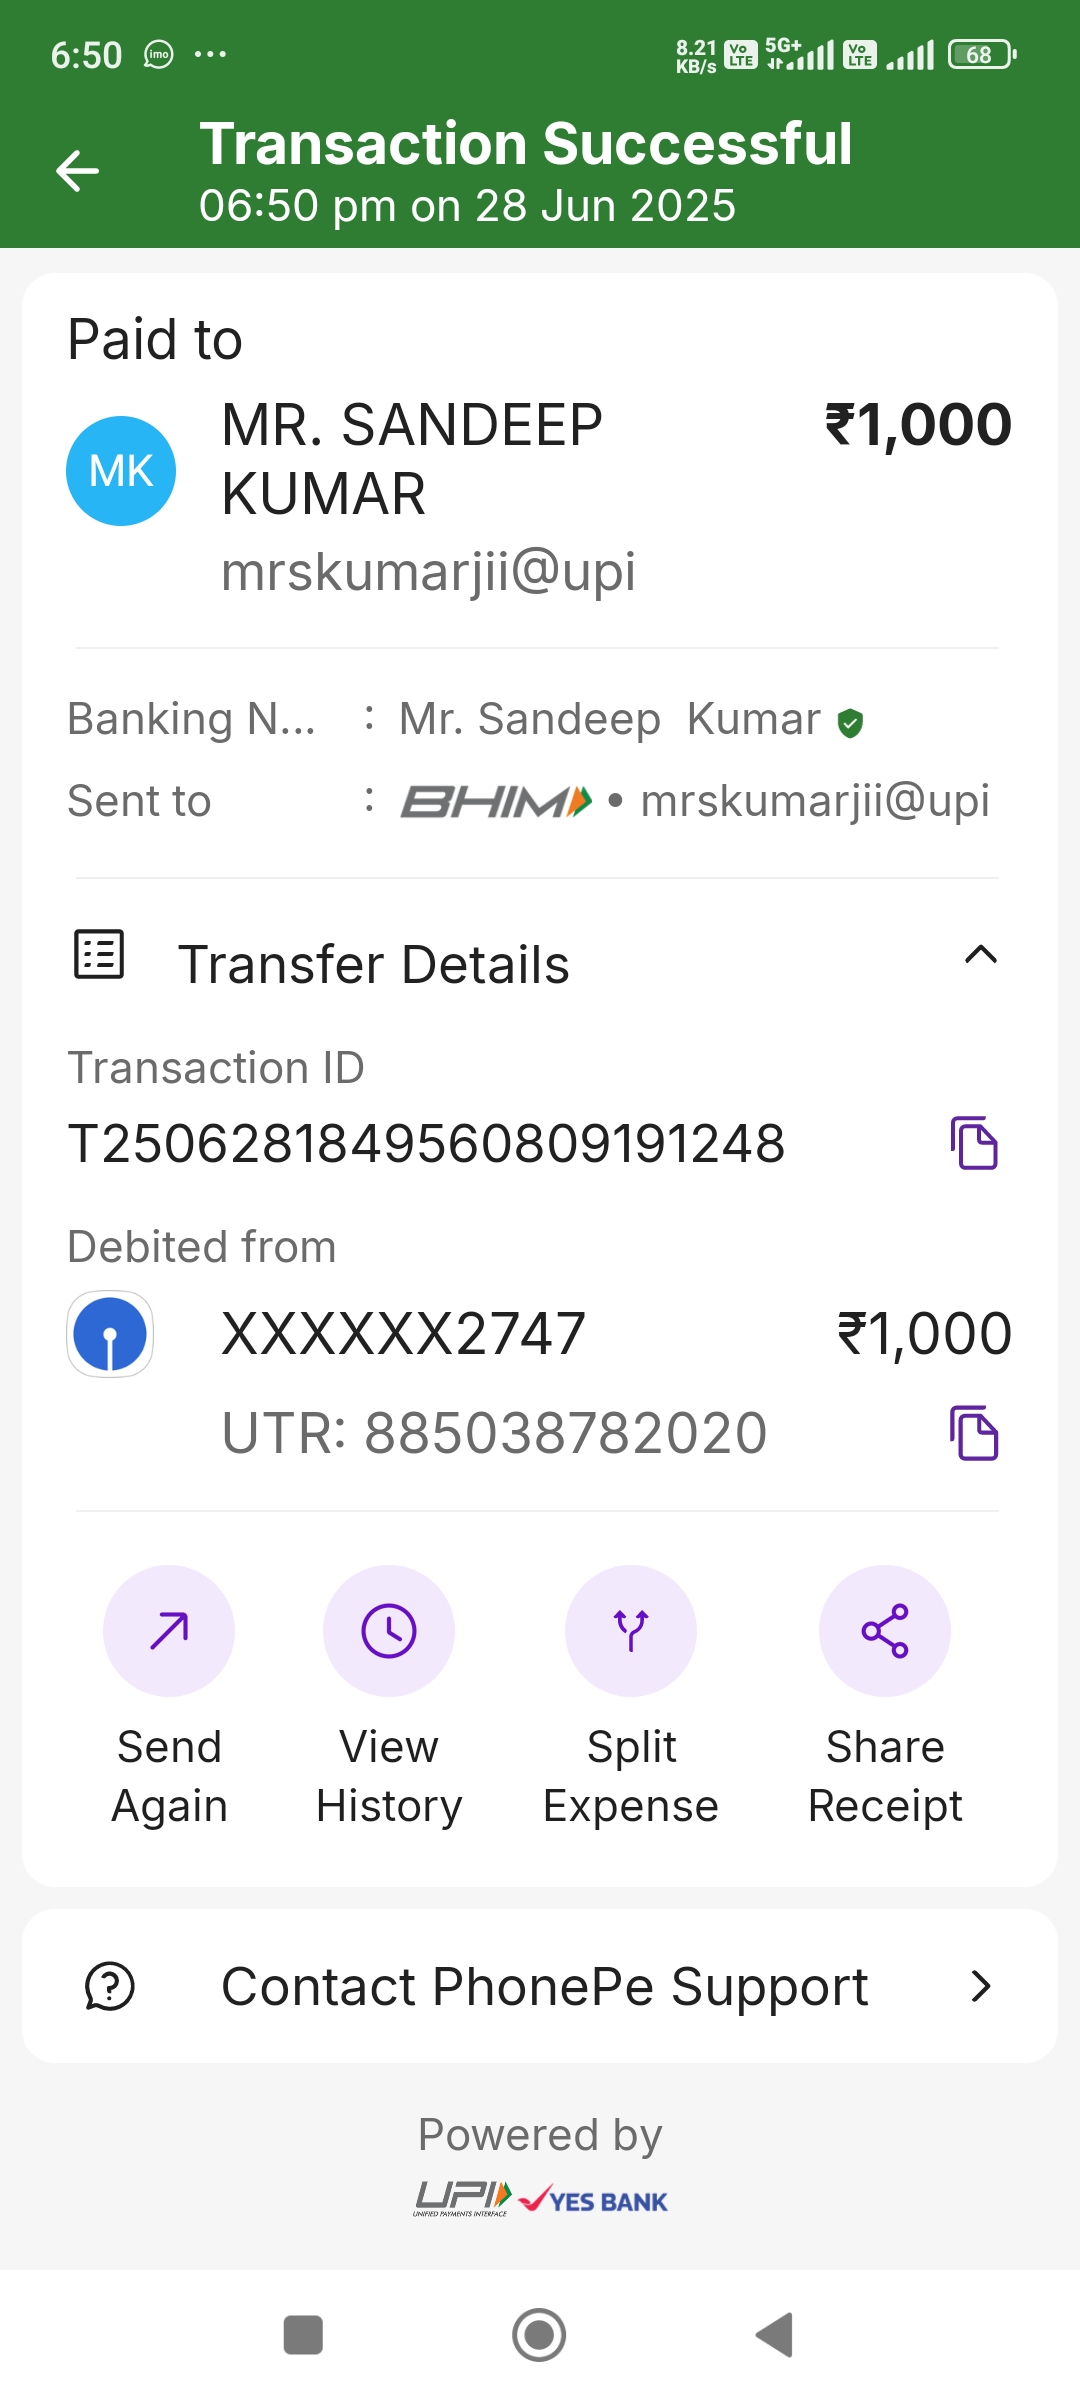 6:50 imo ... 8.21 KB/s Vo LTE 5G+ Vo LTE 68
Transaction Successful
06:50 pm on 28 Jun 2025
Paid to
MK MR. SANDEEP KUMAR ₹1,000
mrskumarjii@upi
Banking N... : Mr. Sandeep Kumar
Sent to : BHIM • mrskumarjii@upi
Transfer Details
Transaction ID
T2506281849560809191248
Debited from
XXXXXX2747 ₹1,000
UTR: 885038782020
Send Again
View History
Split Expense
Share Receipt
Contact PhonePe Support
Powered by
UPI UNIFIED PAYMENTS INTERFACE YES BANK